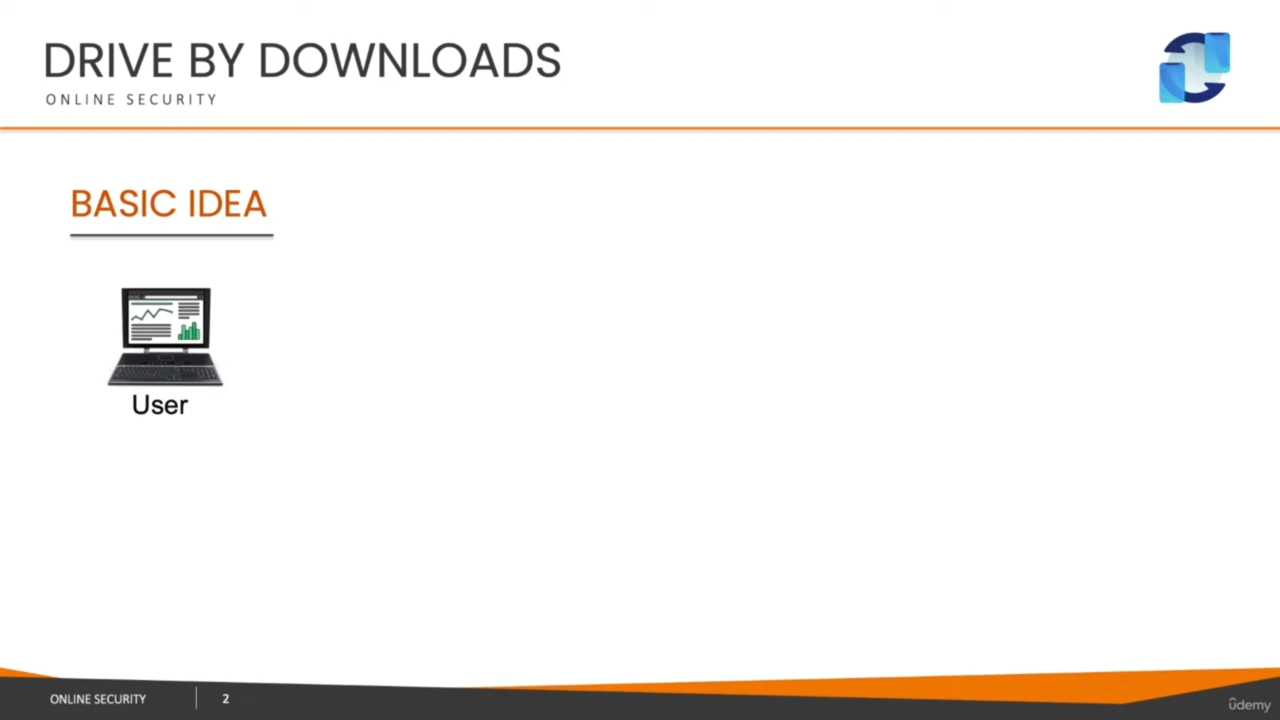 DRIVE BY DOWNLOADS
ONLINE SECURITY
BASIC IDEA
User
ONLINE SECURITY
2
ûdemy